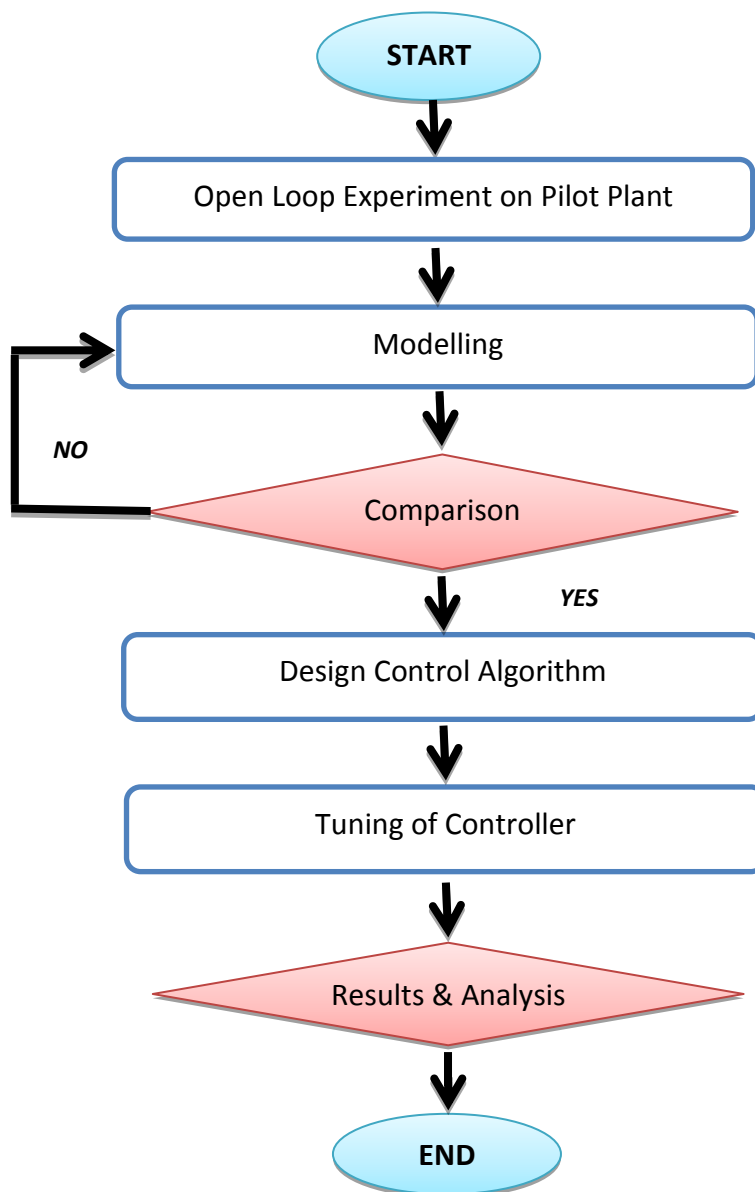 START
Open Loop Experiment on Pilot Plant
Modelling
NO
Comparison
YES
Design Control Algorithm
Tuning of Controller
Results & Analysis
END